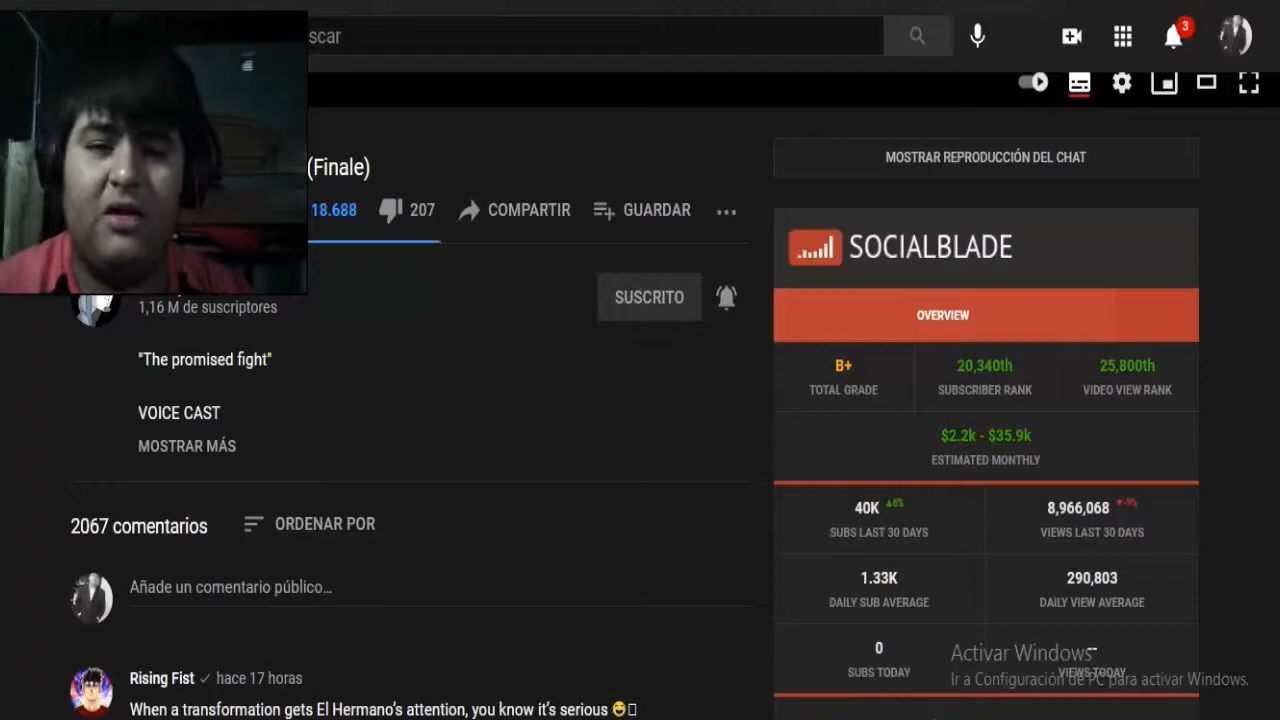 scar
3
(Finale)
18.688
207
COMPARTIR
GUARDAR
1,16 M de suscriptores
SUSCRITO
"The promised fight"
VOICE CAST
MOSTRAR MÁS
2067 comentarios
ORDENAR POR
Añade un comentario público...
Rising Fist
hace 17 horas
When a transformation gets El Hermano's attention, you know it's serious
MOSTRAR REPRODUCCIÓN DEL CHAT
SOCIALBLADE
OVERVIEW
B+
TOTAL GRADE
20,340th
SUBSCRIBER RANK
25,800th
VIDEO VIEW RANK
$2.2k - $35.9k
ESTIMATED MONTHLY
40K ▲6%
SUBS LAST 30 DAYS
8,966,068 ▼-9%
VIEWS LAST 30 DAYS
1.33K
DAILY SUB AVERAGE
290,803
DAILY VIEW AVERAGE
0
SUBS TODAY
--
VIEWS TODAY
Activar Windows
Ir a Configuración de PC para activar Windows.